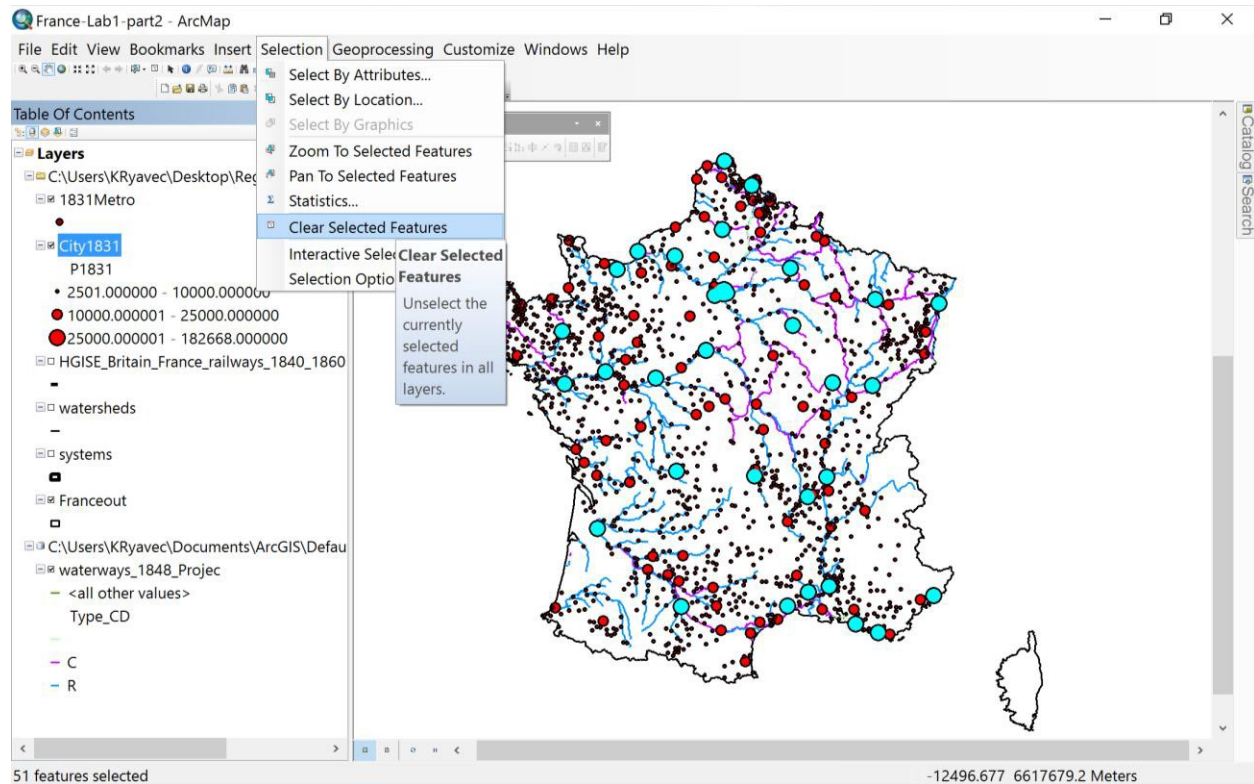 France-Lab1-part2 - ArcMap
File Edit View Bookmarks Insert Selection Geoprocessing Customize Windows Help
Select By Attributes...
Select By Location...
Select By Graphics
Zoom To Selected Features
Pan To Selected Features
Statistics...
Clear Selected Features
Interactive Selec
Selection Optio
Clear Selected
Features
Unselect the
currently
selected
features in all
layers.
Table Of Contents
Layers
C:\Users\KRyavec\Desktop\Reg
1831Metro
City1831
P1831
2501.000000 - 10000.000000
10000.000001 - 25000.000000
25000.000001 - 182668.000000
HGISE_Britain_France_railways_1840_1860
watersheds
systems
Franceout
C:\Users\KRyavec\Documents\ArcGIS\Defau
waterways_1848_Projec
<all other values>
Type_CD
C
R
Catalog
Search
51 features selected
-12496.677 6617679.2 Meters